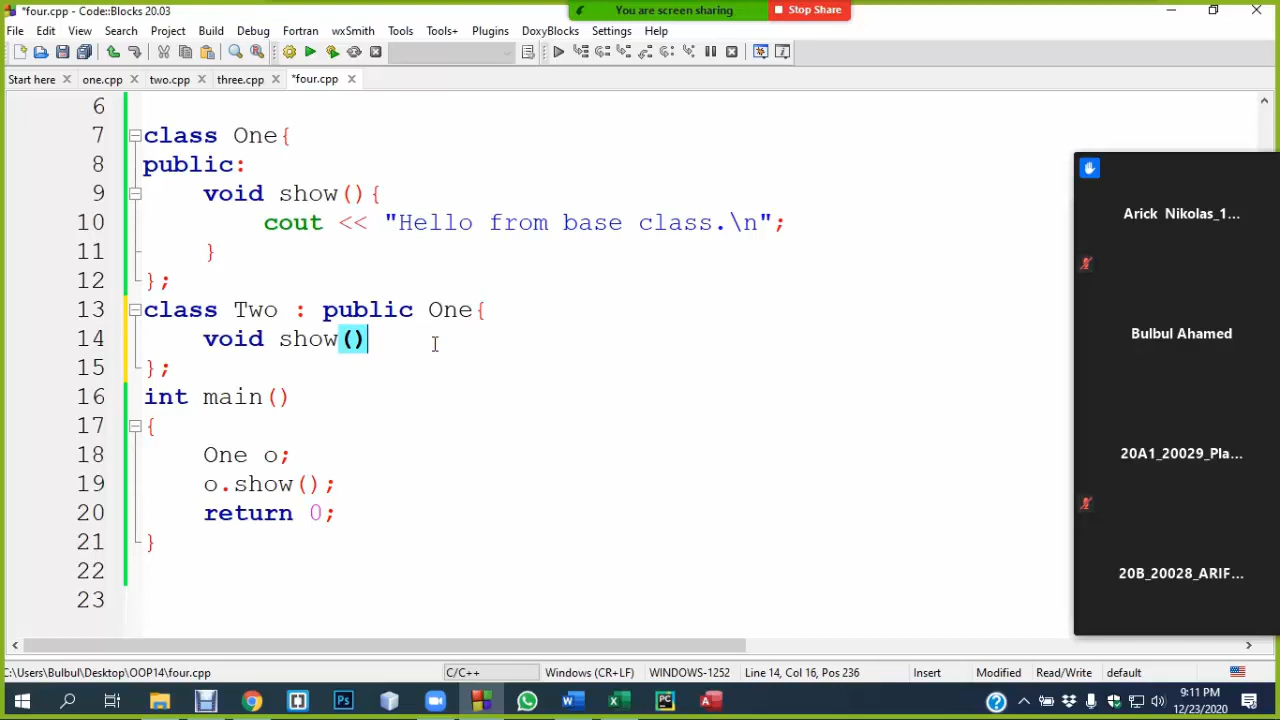 *four.cpp - Code::Blocks 20.03
You are screen sharing
Stop Share
File Edit View Search Project Build Debug Fortran wxSmith Tools Tools+ Plugins DoxyBlocks Settings Help
Start here one.cpp two.cpp three.cpp *four.cpp
6
7 class One{
8 public:
9 void show(){
10 cout << "Hello from base class.\n";
11 }
12 };
13 class Two : public One{
14 void show()
15 };
16 int main()
17 {
18 One o;
19 o.show();
20 return 0;
21 }
22
23
Arick Nikolas_1...
Bulbul Ahamed
20A1_20029_Pla...
20B_20028_ARIF...
C:\Users\Bulbul\Desktop\OOP14\four.cpp C/C++ Windows (CR+LF) WINDOWS-1252 Line 14, Col 16, Pos 236 Insert Modified Read/Write default
9:11 PM
12/23/2020